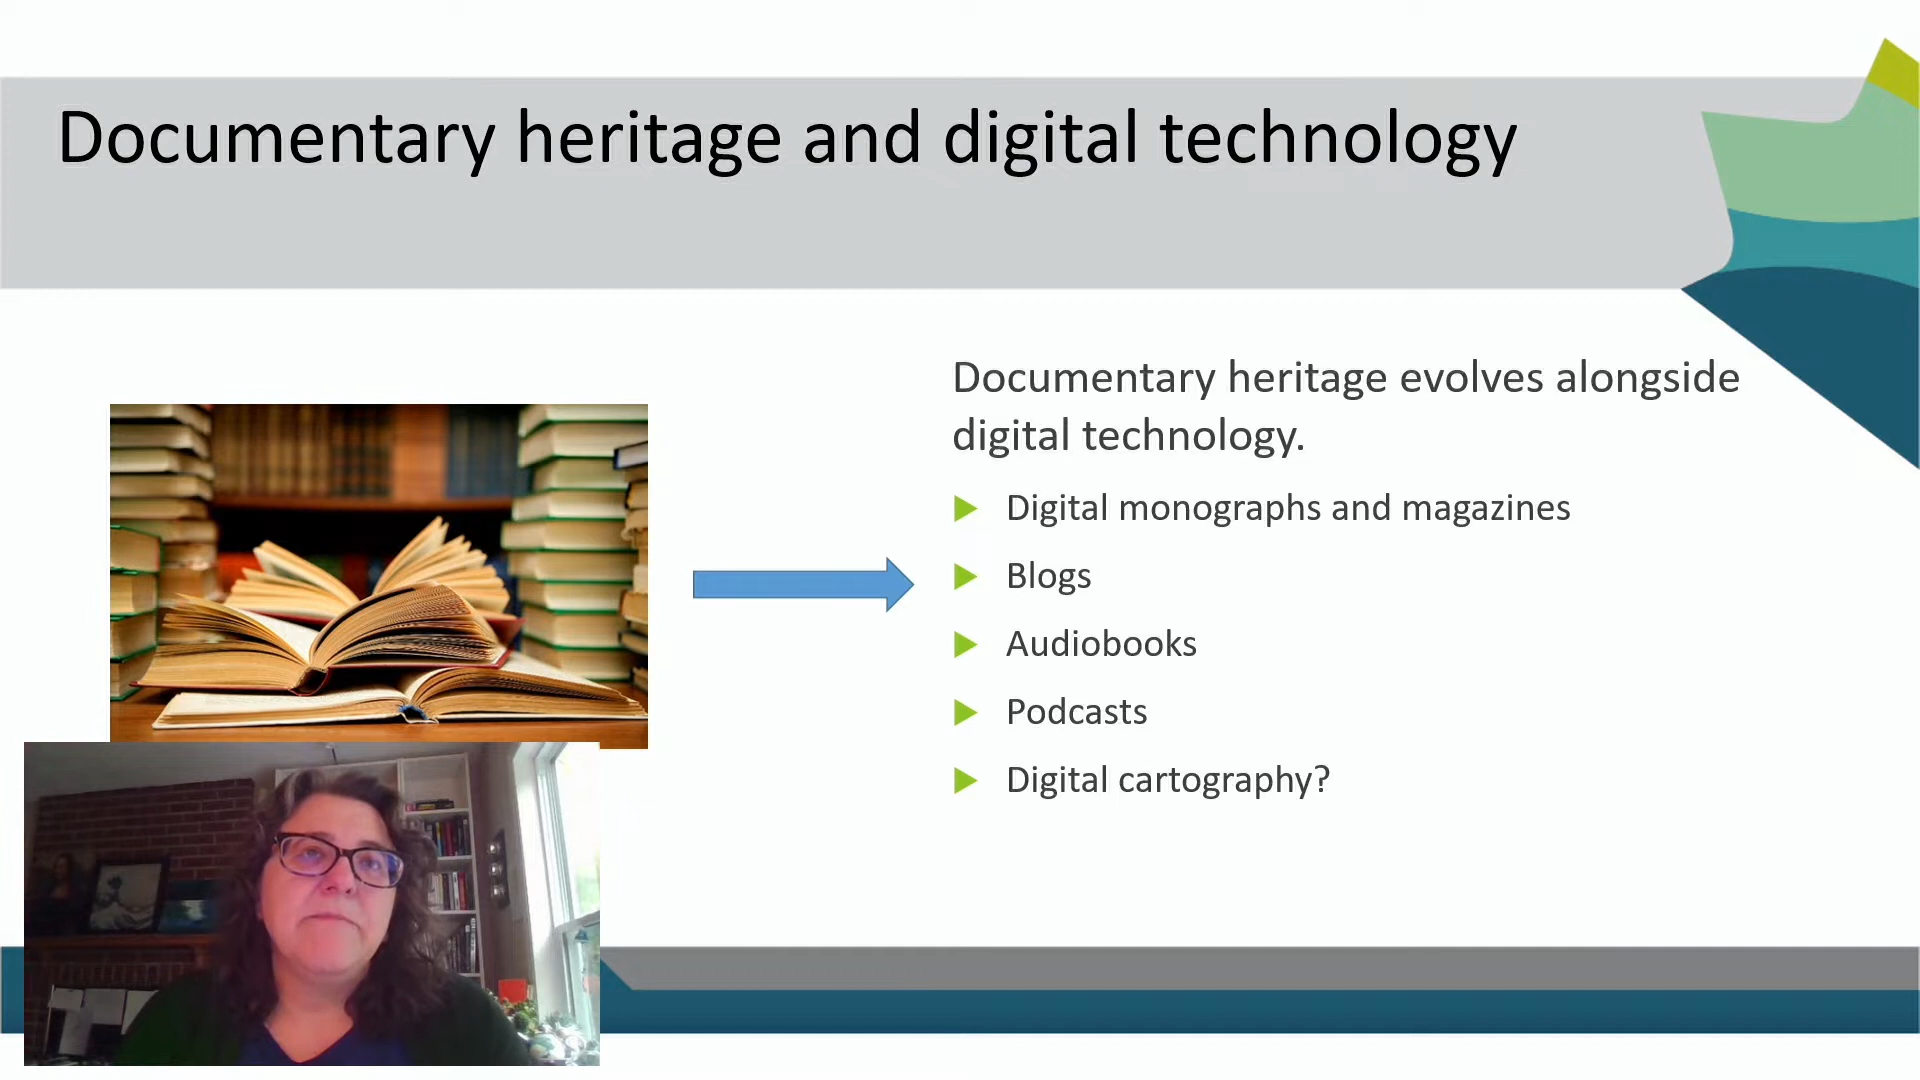 Documentary heritage and digital technology
Documentary heritage evolves alongside
digital technology.
Digital monographs and magazines
Blogs
Audiobooks
Podcasts
Digital cartography?